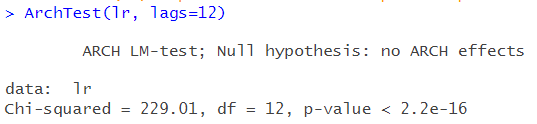 > ArchTest(lr, lags=12)
ARCH LM-test; Null hypothesis: no ARCH effects
data: lr
Chi-squared = 229.01, df = 12, p-value < 2.2e-16